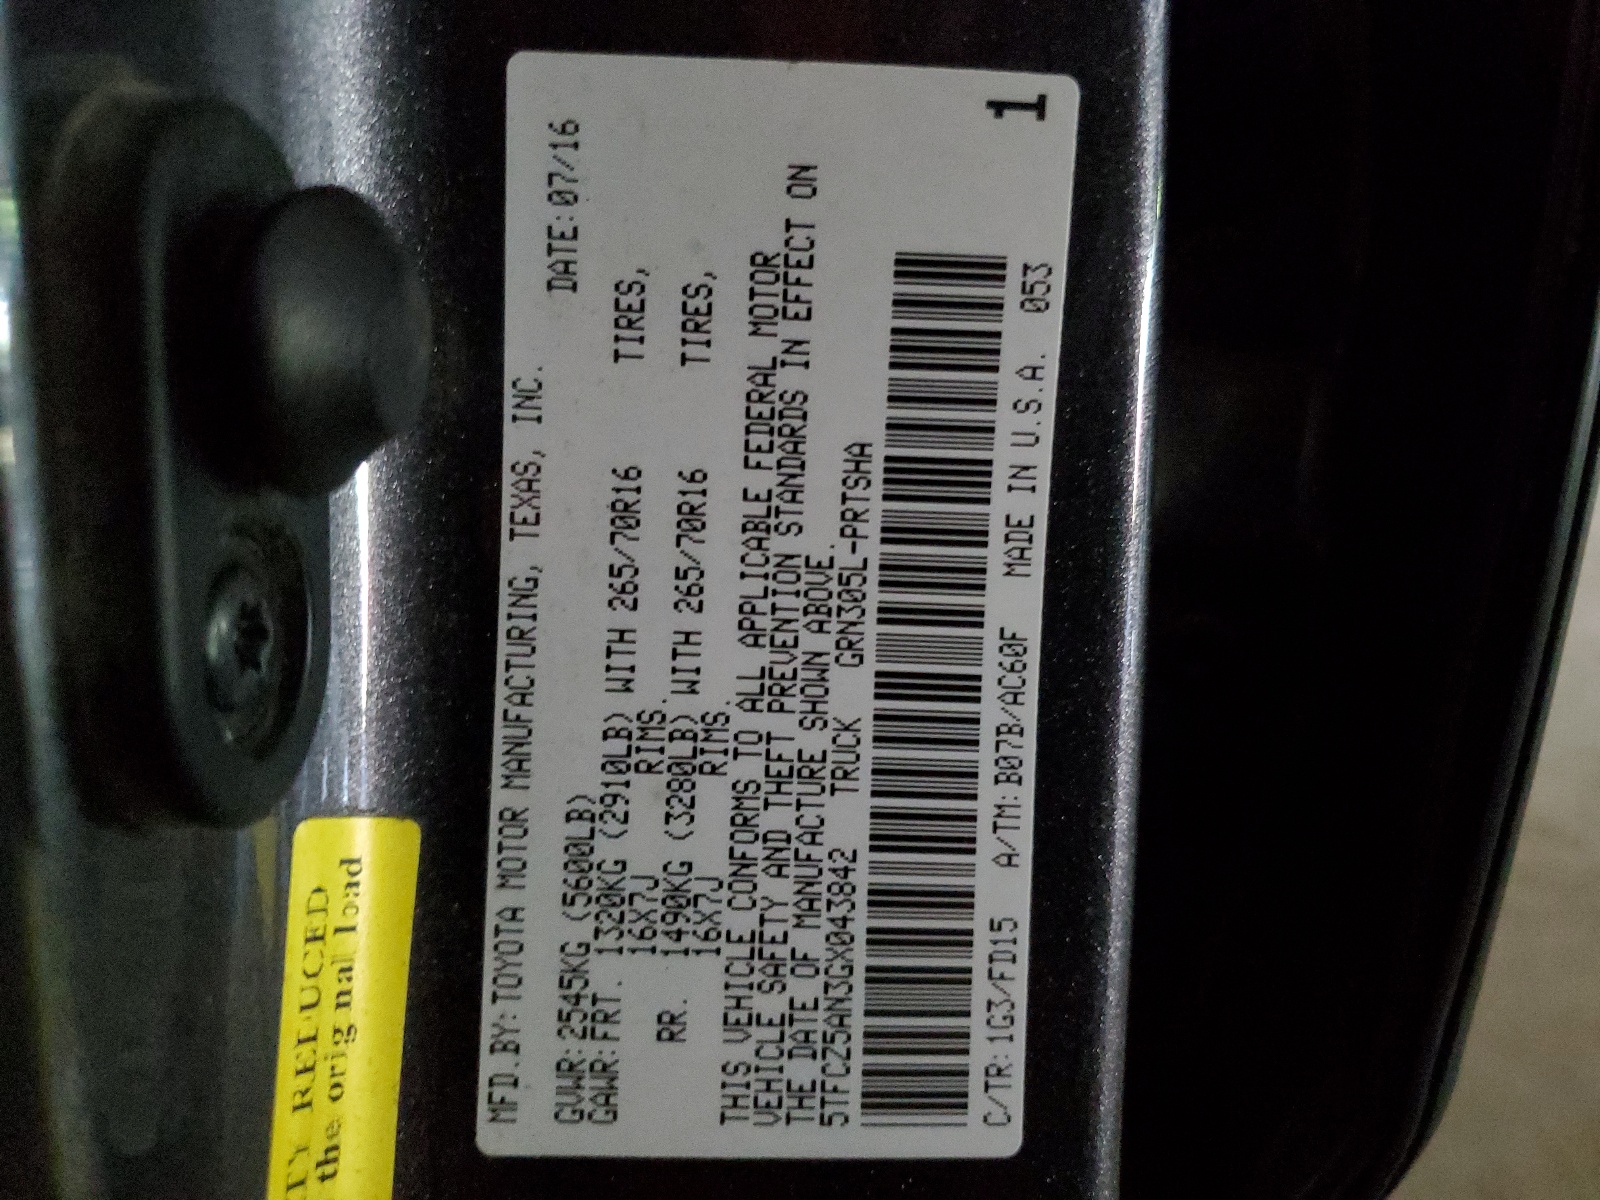 TY REDUCED
the original load
MFD.BY:TOYOTA MOTOR MANUFACTURING, TEXAS, INC.
DATE:07/16
GVWR:2545KG (5600LB)
GAWR:FRT. 1320KG (2910LB) WITH 265/70R16 TIRES,
16X7J RIMS.
RR. 1490KG (3280LB) WITH 265/70R16 TIRES,
16X7J RIMS.
THIS VEHICLE CONFORMS TO ALL APPLICABLE FEDERAL MOTOR
VEHICLE SAFETY AND THEFT PREVENTION STANDARDS IN EFFECT ON
THE DATE OF MANUFACTURE SHOWN ABOVE.
5TFCZ5AN3GX043842 TRUCK GRN305L-PRTSHA
C/TR:1G3/FD15 A/TM:B07B/AC60F MADE IN U.S.A. 053
1